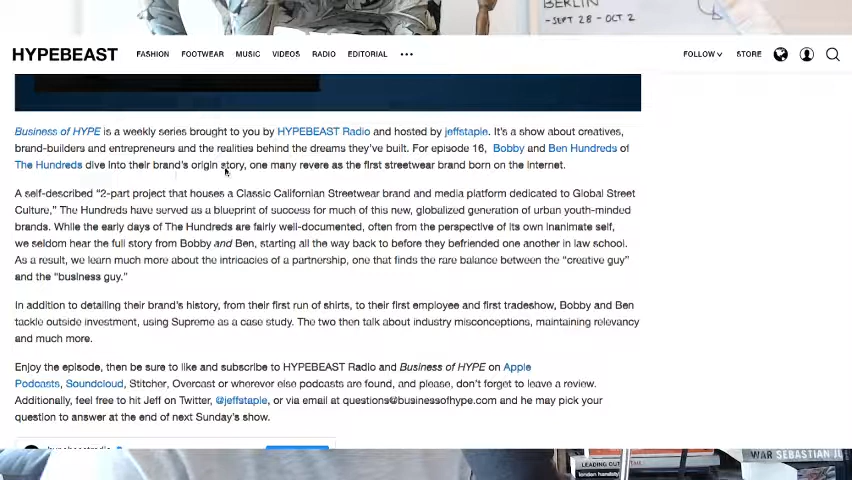 BERLIN
-SEPT 28 - OCT 2
HYPEBEAST FASHION FOOTWEAR MUSIC VIDEOS RADIO EDITORIAL ••• FOLLOW STORE
Business of HYPE is a weekly series brought to you by HYPEBEAST Radio and hosted by jeffstaple. It's a show about creatives,
brand-builders and entrepreneurs and the realities behind the dreams they've built. For episode 16, Bobby and Ben Hundreds of
The Hundreds dive into their brand's origin story, one many revere as the first streetwear brand born on the internet.
A self-described "2-part project that houses a Classic Californian Streetwear brand and media platform dedicated to Global Street
Culture," The Hundreds have served as a blueprint of success for much of this new, globalized generation of urban youth-minded
brands. While the early days of The Hundreds are fairly well-documented, often from the perspective of its own inanimate self,
we seldom hear the full story from Bobby and Ben, starting all the way back to before they befriended one another in law school.
As a result, we learn much more about the intricacies of a partnership, one that finds the rare balance between the "creative guy"
and the "business guy."
In addition to detailing their brand's history, from their first run of shirts, to their first employee and first tradeshow, Bobby and Ben
tackle outside investment, using Supreme as a case study. The two then talk about industry misconceptions, maintaining relevancy
and much more.
Enjoy the episode, then be sure to like and subscribe to HYPEBEAST Radio and Business of HYPE on Apple
Podcasts, Soundcloud, Stitcher, Overcast or wherever else podcasts are found, and please, don't forget to leave a review.
Additionally, feel free to hit Jeff on Twitter, @jeffstaple, or via email at questions@businessofhype.com and he may pick your
question to answer at the end of next Sunday's show.
LEADING OUT
london handstyles
WAR SEBASTIAN JU